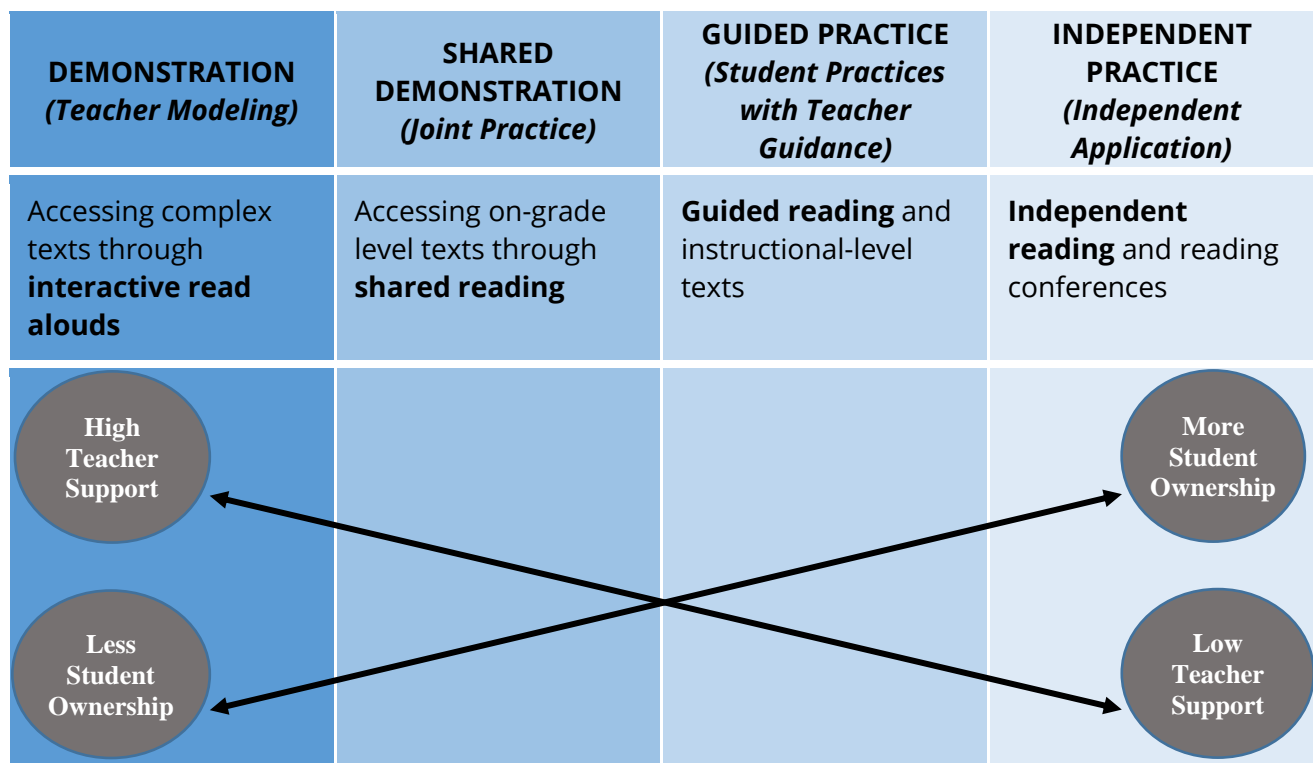 DEMONSTRATION
(Teacher Modeling)
SHARED
DEMONSTRATION
(Joint Practice)
GUIDED PRACTICE
(Student Practices
with Teacher
Guidance)
INDEPENDENT
PRACTICE
(Independent
Application)
Accessing complex
texts through
interactive read
alouds
Accessing on-grade
level texts through
shared reading
Guided reading and
instructional-level
texts
Independent
reading and reading
conferences
High
Teacher
Support
More
Student
Ownership
Less
Student
Ownership
Low
Teacher
Support